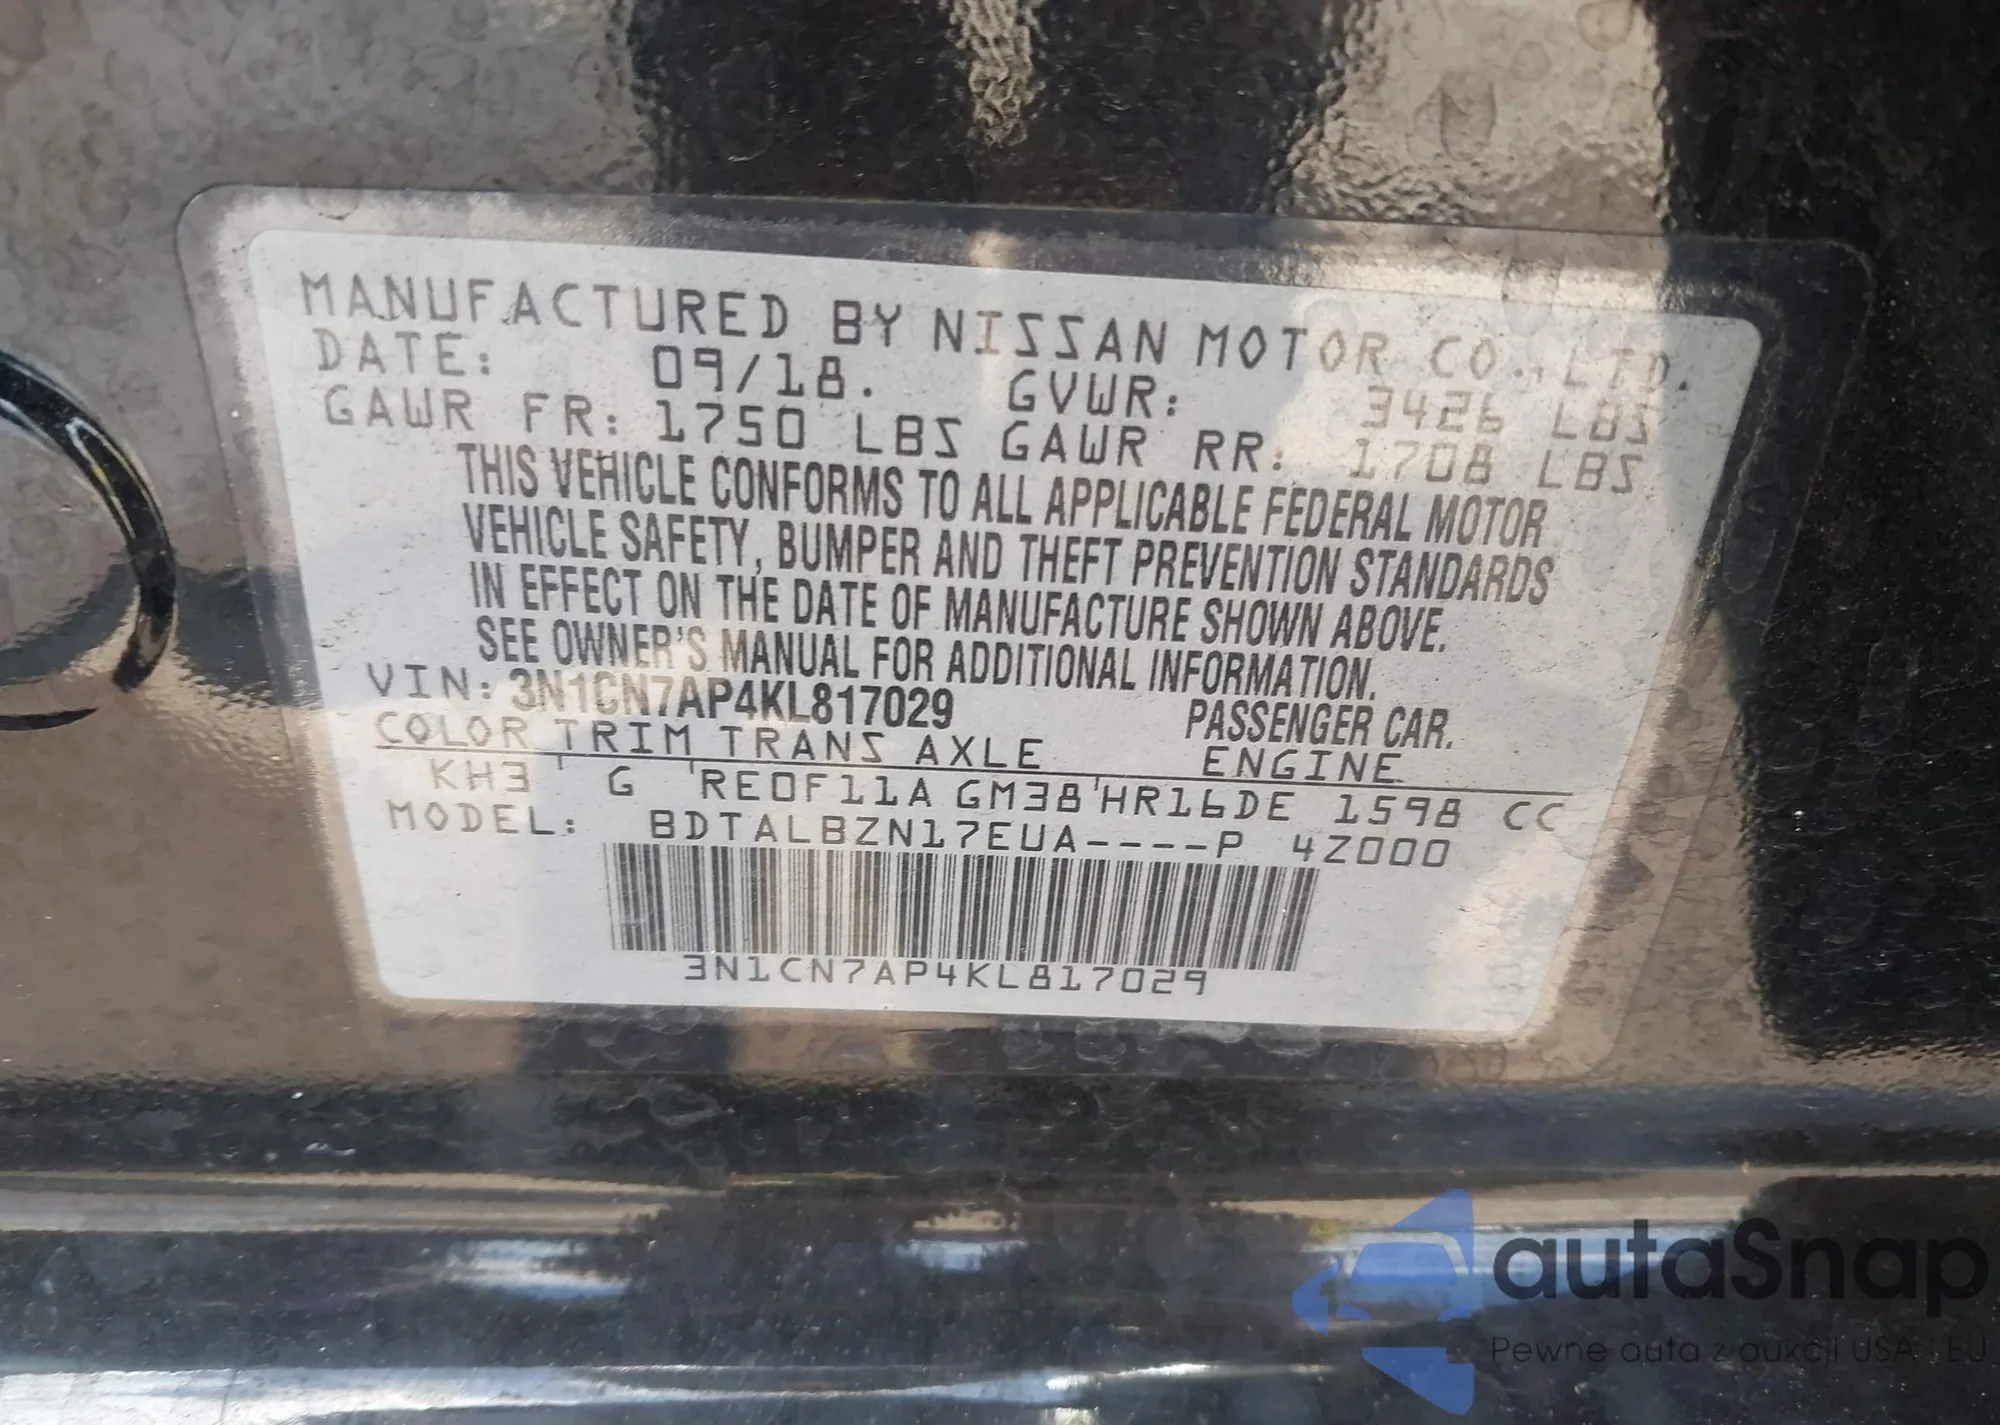 MANUFACTURED BY NISSAN MOTOR CO.,LTD.
DATE: 09/18. GVWR: 3426 LBS
GAWR FR: 1750 LBS GAWR RR: 1708 LBS
THIS VEHICLE CONFORMS TO ALL APPLICABLE FEDERAL MOTOR
VEHICLE SAFETY, BUMPER AND THEFT PREVENTION STANDARDS
IN EFFECT ON THE DATE OF MANUFACTURE SHOWN ABOVE.
SEE OWNER'S MANUAL FOR ADDITIONAL INFORMATION.
VIN: 3N1CN7AP4KL817029 PASSENGER CAR.
COLOR TRIM TRANS AXLE ENGINE
KH3 ' G 'RE0F11A GM38'HR16DE 1598 CC
MODEL: BDTALBZN17EUA----P 4Z000
3N1CN7AP4KL817029
autaSnap
Pewne auta z aukcji USA i EU